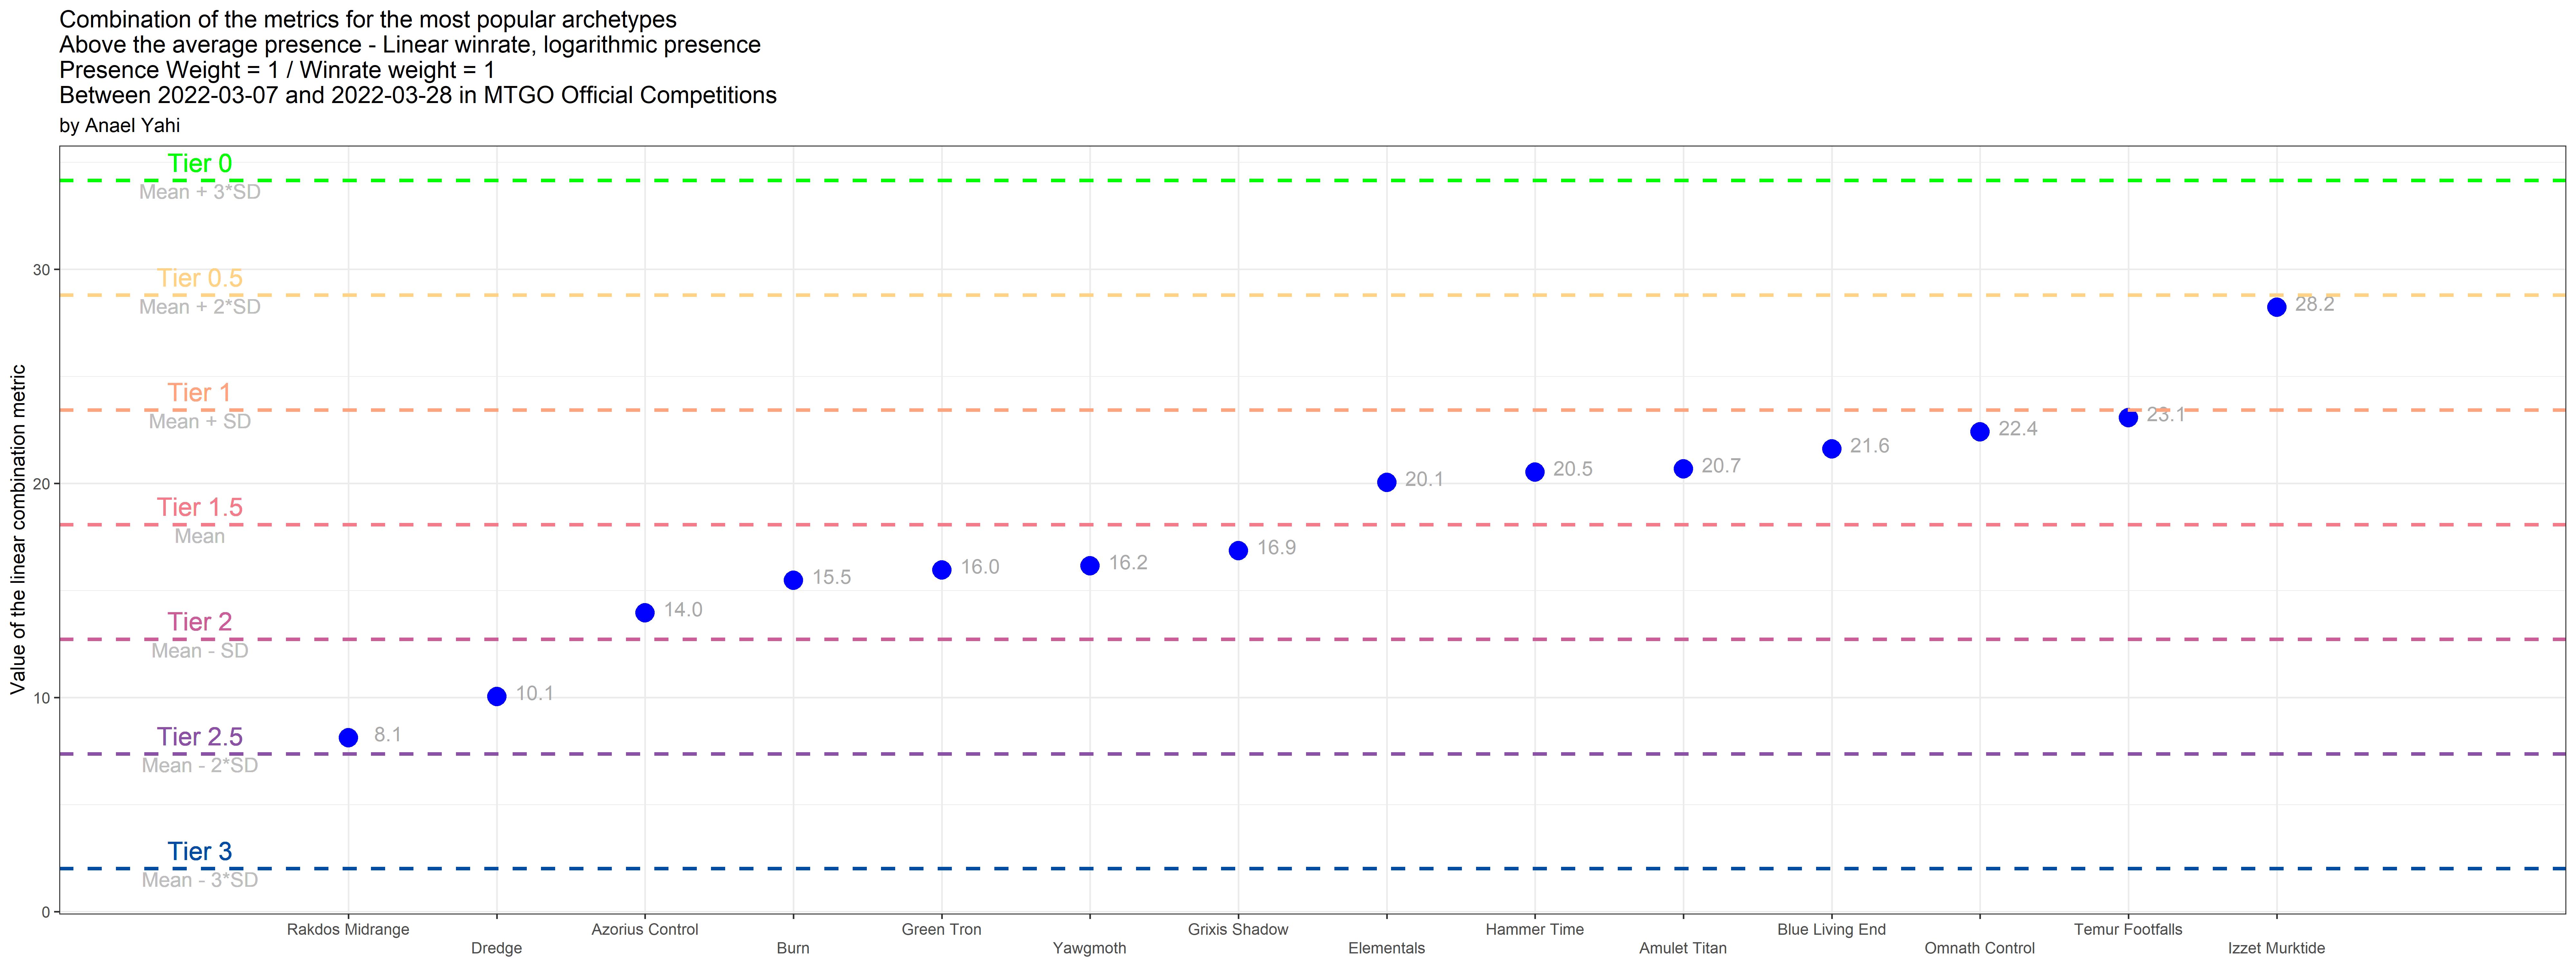 Combination of the metrics for the most popular archetypes
Above the average presence - Linear winrate, logarithmic presence
Presence Weight = 1 / Winrate weight = 1
Between 2022-03-07 and 2022-03-28 in MTGO Official Competitions
by Anael Yahi
Value of the linear combination metric
Tier 0
Mean + 3*SD
30
Tier 0.5
Mean + 2*SD
28.2
Tier 1
Mean + SD
23.1
22.4
21.6
20.7
20.5
20.1
20
Tier 1.5
Mean
16.9
16.2
16.0
15.5
14.0
Tier 2
Mean - SD
10.1
10
8.1
Tier 2.5
Mean - 2*SD
Tier 3
Mean - 3*SD
0
Rakdos Midrange
Dredge
Azorius Control
Burn
Green Tron
Yawgmoth
Grixis Shadow
Elementals
Hammer Time
Amulet Titan
Blue Living End
Omnath Control
Temur Footfalls
Izzet Murktide